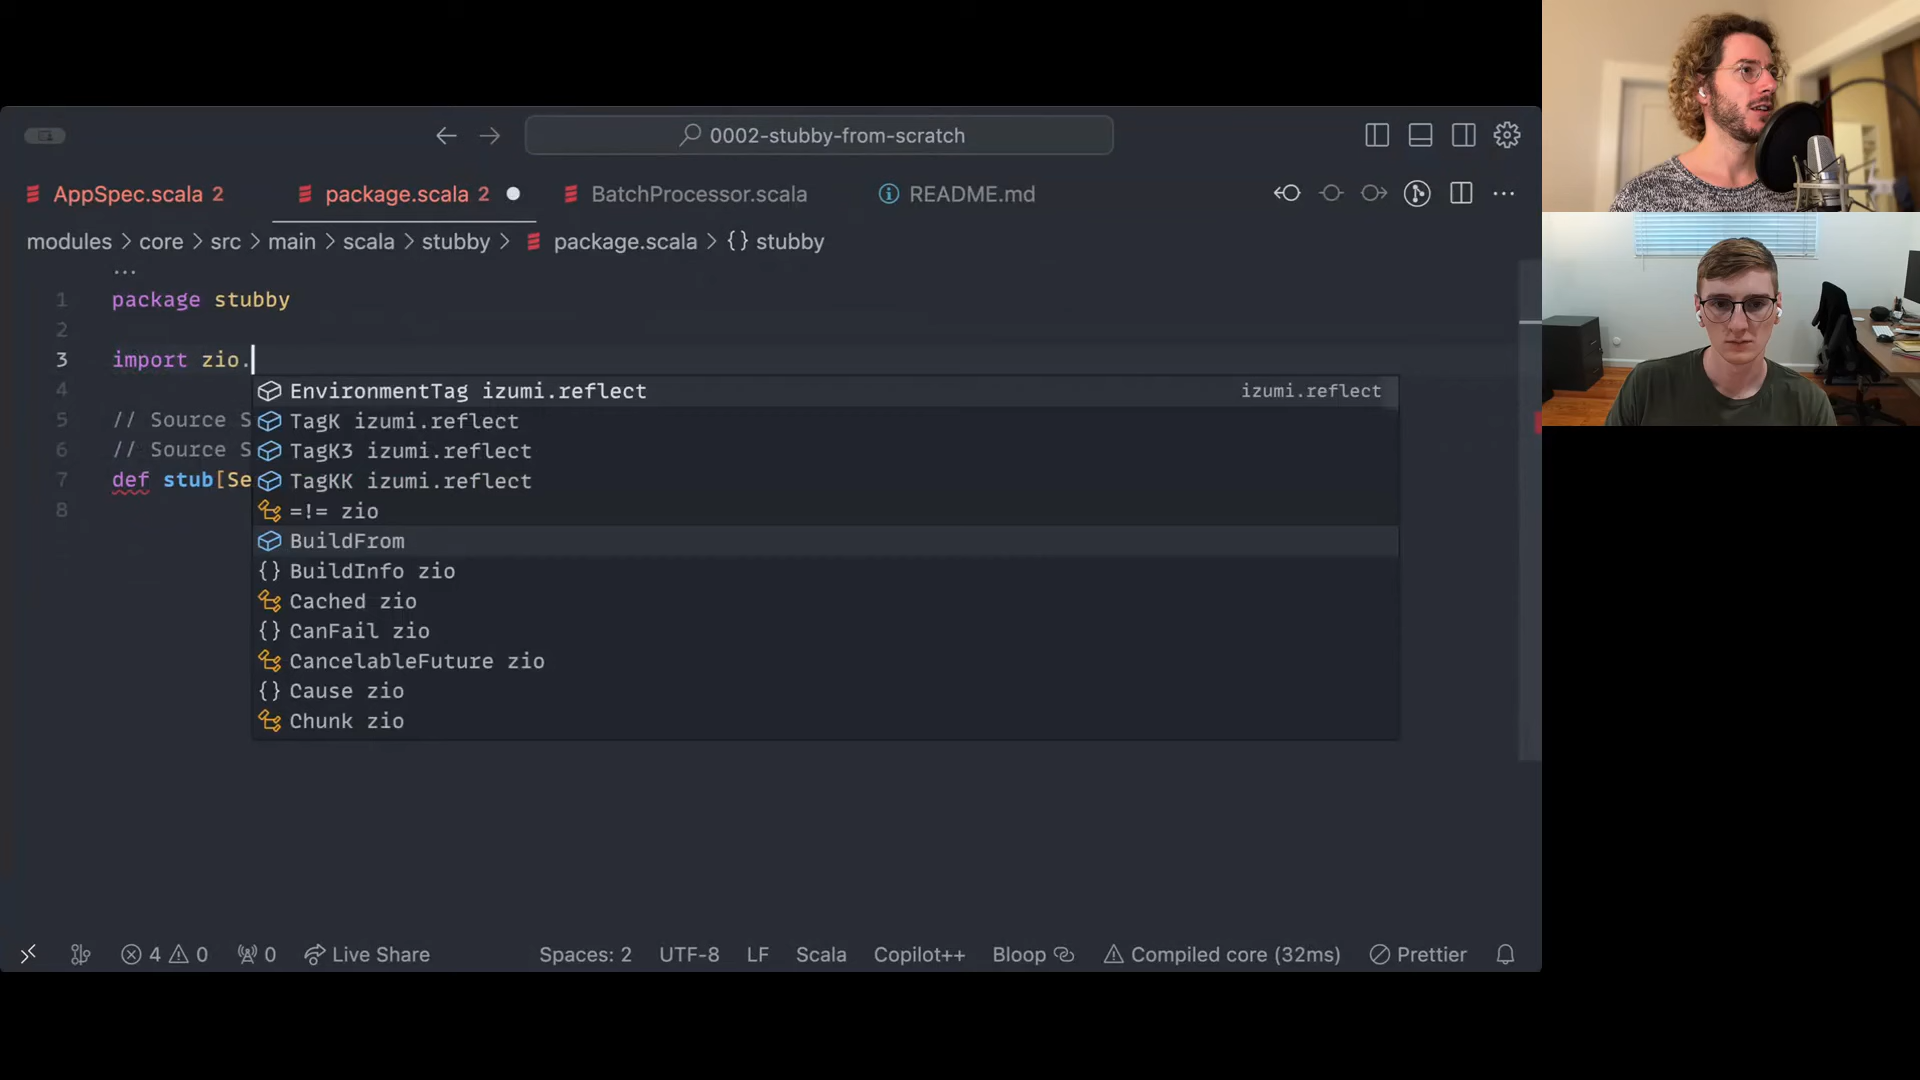 0002-stubby-from-scratch
AppSpec.scala 2
package.scala 2
BatchProcessor.scala
README.md
modules > core > src > main > scala > stubby > package.scala > {} stubby
...
1 package stubby
2
3 import zio.
4
5 // Source S
6 // Source S
7 def stub[Se
8
EnvironmentTag izumi.reflect izumi.reflect
TagK izumi.reflect
TagK3 izumi.reflect
TagKK izumi.reflect
=!= zio
BuildFrom
{} BuildInfo zio
Cached zio
{} CanFail zio
CancelableFuture zio
{} Cause zio
Chunk zio
4 0 0 Live Share Spaces: 2 UTF-8 LF Scala Copilot++ Bloop Compiled core (32ms) Prettier